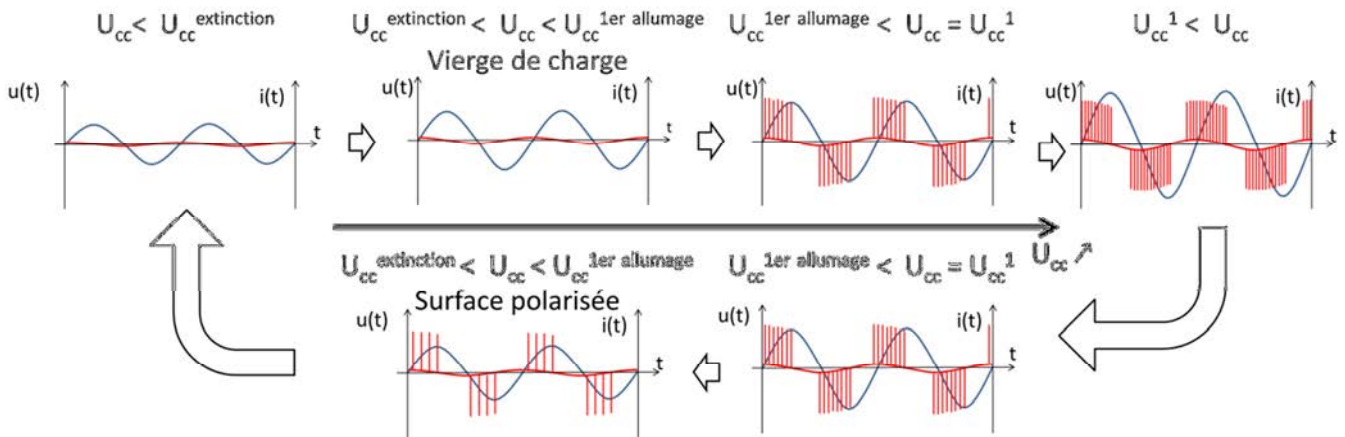 Ucc < Ucc^extinction
Ucc^extinction < Ucc < Ucc^1er allumage
Ucc^1er allumage < Ucc = Ucc^1
Ucc^1 < Ucc
Vierge de charge
u(t) i(t) t
u(t) i(t) t
u(t) i(t) t
u(t) i(t) t
Ucc ↗
Ucc^extinction < Ucc < Ucc^1er allumage
Ucc^1er allumage < Ucc = Ucc^1
Surface polarisée
u(t) i(t) t
u(t) i(t) t